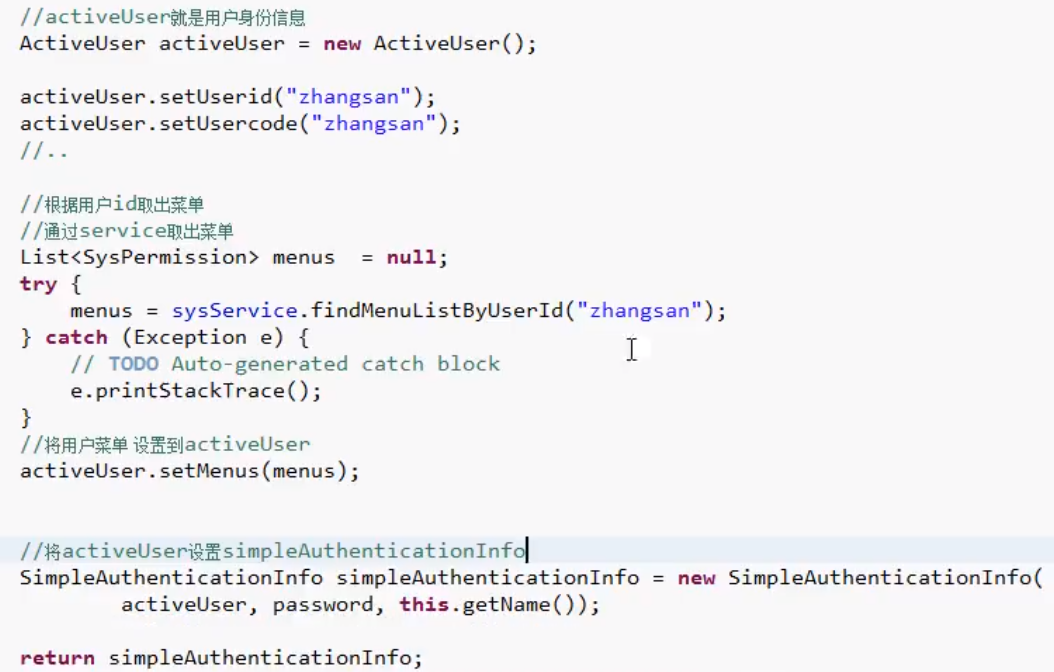 //activeUser就是用户身份信息
ActiveUser activeUser = new ActiveUser();
activeUser.setUserid("zhangsan");
activeUser.setUsercode("zhangsan");
//..
//根据用户id取出菜单
//通过service取出菜单
List<SysPermission> menus  = null;
try {
    menus = sysService.findMenuListByUserId("zhangsan");
} catch (Exception e) {
    // TODO Auto-generated catch block
    e.printStackTrace();
}
//将用户菜单 设置到activeUser
activeUser.setMenus(menus);
//将activeUser设置simpleAuthenticationInfo
SimpleAuthenticationInfo simpleAuthenticationInfo = new SimpleAuthenticationInfo(
        activeUser, password, this.getName());
return simpleAuthenticationInfo;